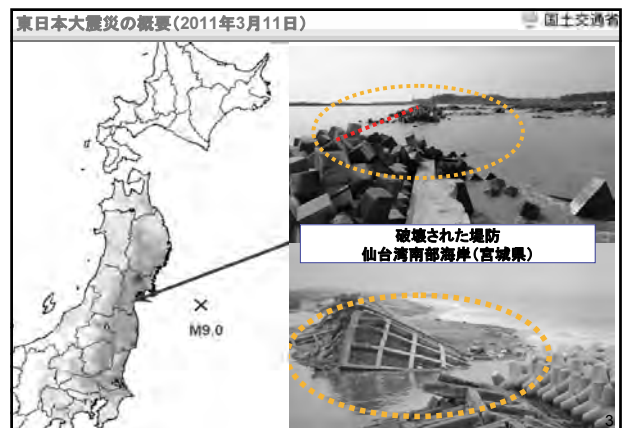 東日本大震災の概要(2011年3月11日)
国土交通省
破壊された堤防
仙台湾南部海岸(宮城県)
M9.0
3